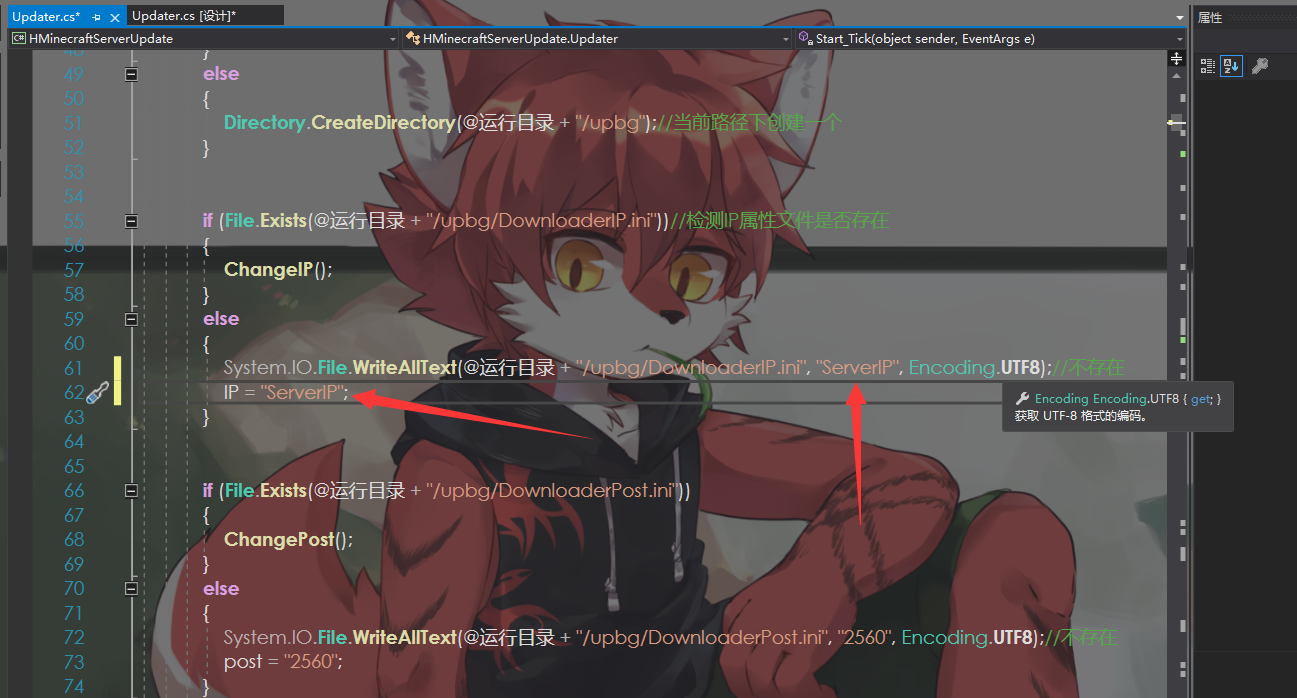 Updater.cs*
Updater.cs [设计]*
属性
HMinecraftServerUpdate
HMinecraftServerUpdate.Updater
Start_Tick(object sender, EventArgs e)
48 }
49 else
50 {
51 Directory.CreateDirectory(@运行目录 + "/upbg");//当前路径下创建一个
52 }
53
54
55 if (File.Exists(@运行目录 + "/upbg/DownloaderIP.ini"))//检测IP属性文件是否存在
56 {
57 ChangeIP();
58 }
59 else
60 {
61 System.IO.File.WriteAllText(@运行目录 + "/upbg/DownloaderIP.ini", "ServerIP", Encoding.UTF8);//不存在
62 IP = "ServerIP";
Encoding Encoding.UTF8 { get; }
获取 UTF-8 格式的编码。
63 }
64
65
66 if (File.Exists(@运行目录 + "/upbg/DownloaderPost.ini"))
67 {
68 ChangePost();
69 }
70 else
71 {
72 System.IO.File.WriteAllText(@运行目录 + "/upbg/DownloaderPost.ini", "2560", Encoding.UTF8);//不存在
73 post = "2560";
74 }